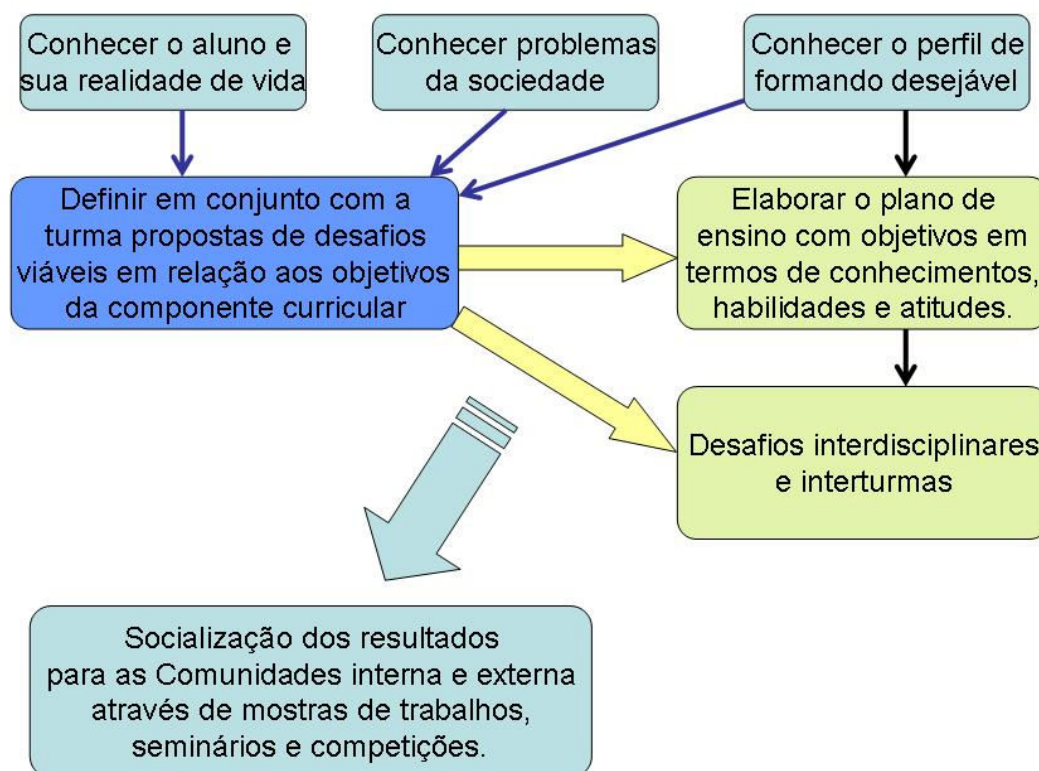 Conhecer o aluno e
sua realidade de vida
Conhecer problemas
da sociedade
Conhecer o perfil de
formando desejável
Definir em conjunto com a
turma propostas de desafios
viáveis em relação aos objetivos
da componente curricular
Elaborar o plano de
ensino com objetivos em
termos de conhecimentos,
habilidades e atitudes.
Desafios interdisciplinares
e interturmas
Socialização dos resultados
para as Comunidades interna e externa
através de mostras de trabalhos,
seminários e competições.